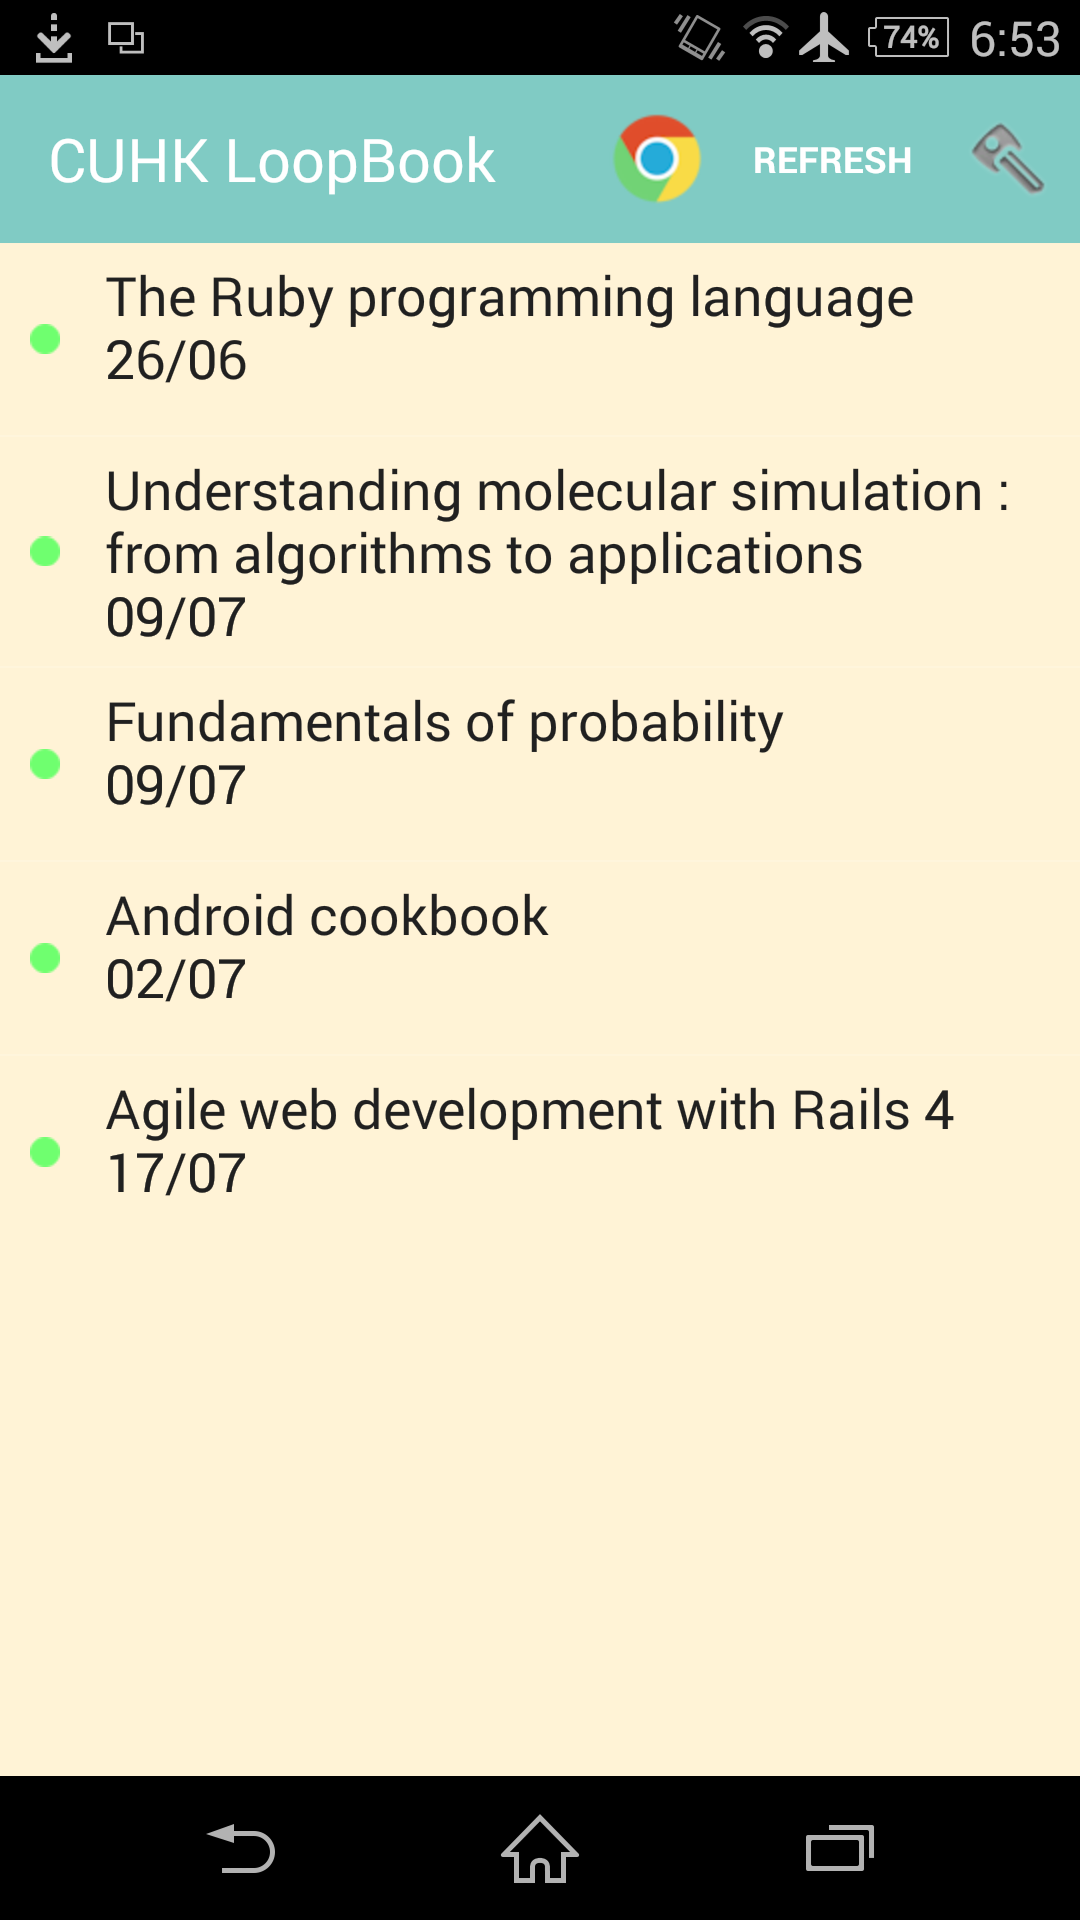 74% 6:53
CUHK LoopBook REFRESH
The Ruby programming language
26/06
Understanding molecular simulation :
from algorithms to applications
09/07
Fundamentals of probability
09/07
Android cookbook
02/07
Agile web development with Rails 4
17/07